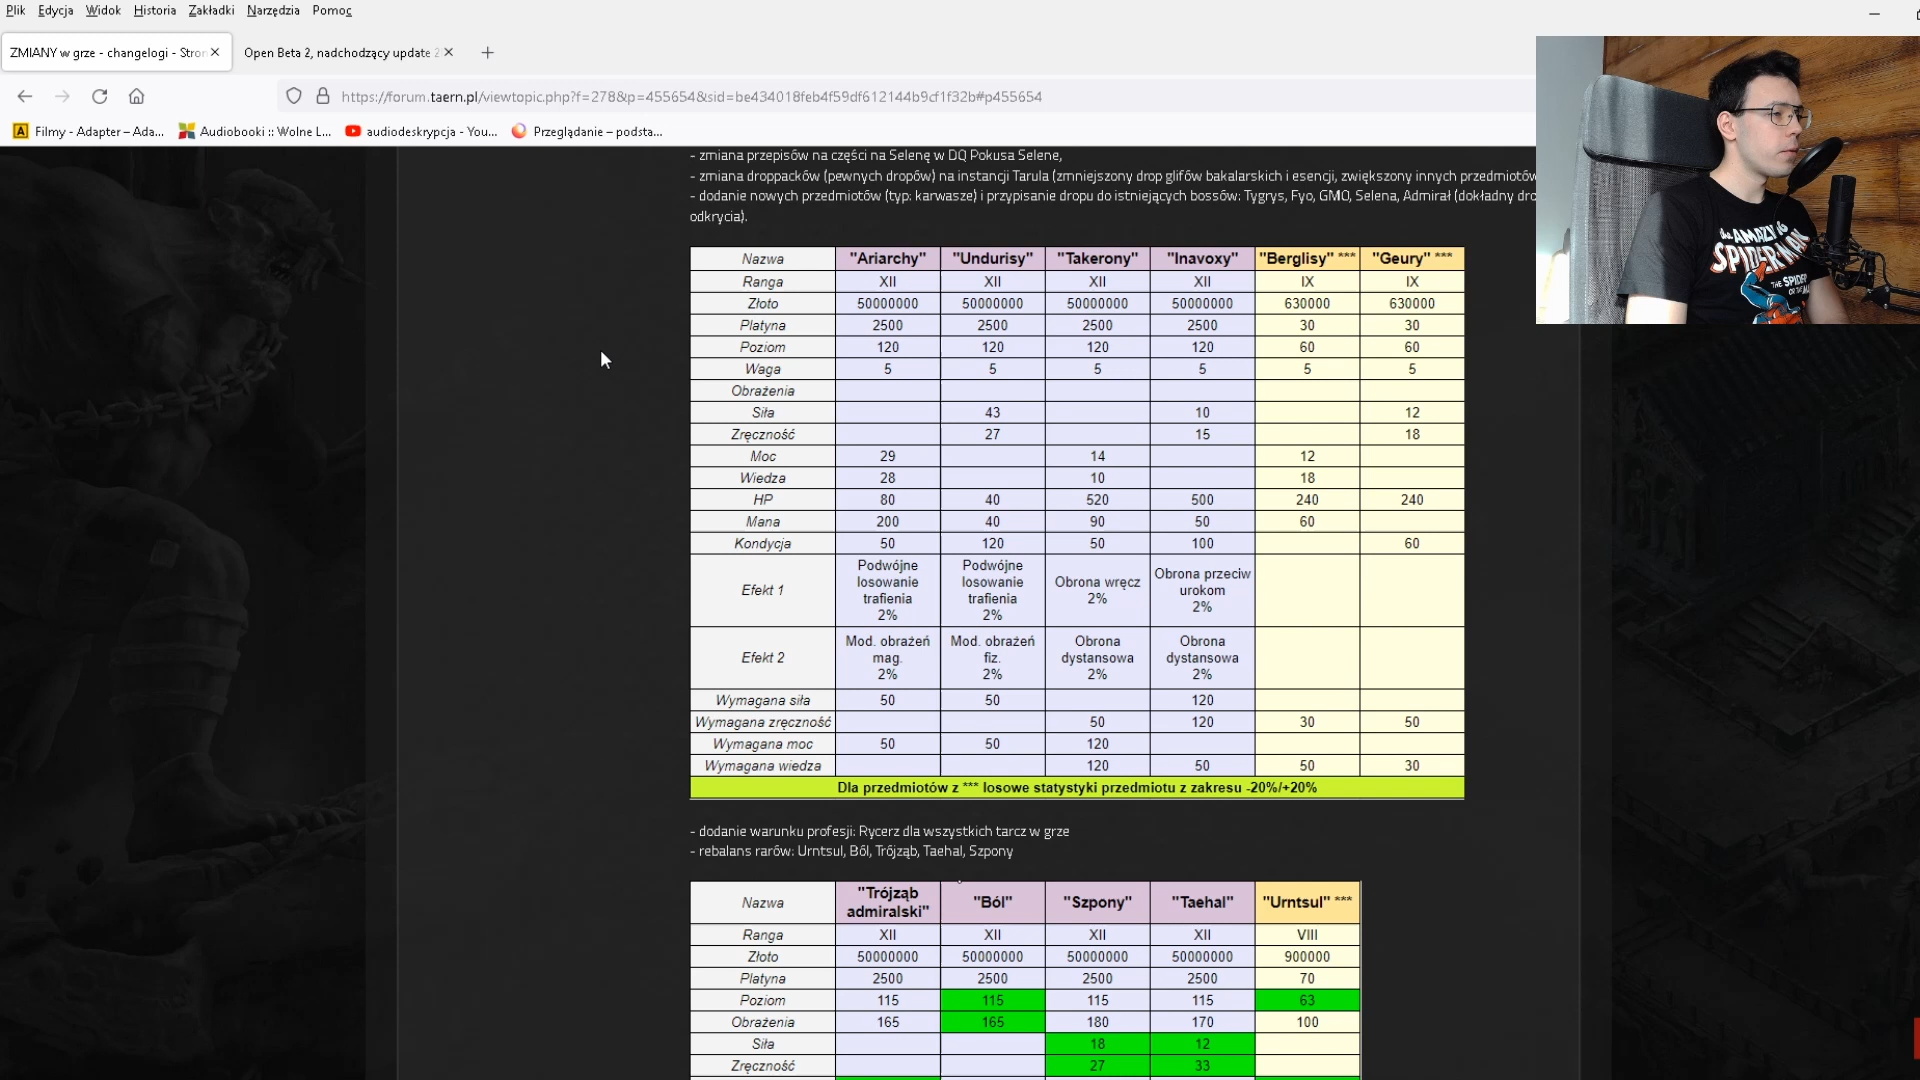 Plik Edycja Widok Historia Zakładki Narzędzia Pomoc
ZMIANY w grze - changelogi - Stron
Open Beta 2, nadchodzący update 2
https://forum.taern.pl/viewtopic.php?f=278&p=455654&sid=be434018feb4f59df612144b9cf1f32b#p455654
Filmy - Adapter – Ada... Audiobooki :: Wolne L... audiodeskrypcja - You... Przeglądanie – podsta...
- zmiana przepisów na części na Selenę w DQ Pokusa Selene,
- zmiana droppacków (pewnych dropów) na instancji Tarula (zmniejszony drop glifów bakalarskich i esencji, zwiększony innych przedmiotów
- dodanie nowych przedmiotów (typ: karwasze) i przypisanie dropu do istniejących bossów: Tygrys, Fyo, GMO, Selena, Admirał (dokładny dro
odkrycia).
Nazwa "Ariarchy" "Undurisy" "Takerony" "Inavoxy" "Berglisy" *** "Geury" ***
Ranga XII XII XII XII IX IX
Złoto 50000000 50000000 50000000 50000000 630000 630000
Platyna 2500 2500 2500 2500 30 30
Poziom 120 120 120 120 60 60
Waga 5 5 5 5 5 5
Obrażenia
Siła 43 10 12
Zręczność 27 15 18
Moc 29 14 12
Wiedza 28 10 18
HP 80 40 520 500 240 240
Mana 200 40 90 50 60
Kondycja 50 120 50 100 60
Efekt 1
Podwójne
losowanie
trafienia
2%
Podwójne
losowanie
trafienia
2%
Obrona wręcz
2%
Obrona przeciw
urokom
2%
Efekt 2
Mod. obrażeń
mag.
2%
Mod. obrażeń
fiz.
2%
Obrona
dystansowa
2%
Obrona
dystansowa
2%
Wymagana siła 50 50 120
Wymagana zręczność 50 120 30 50
Wymagana moc 50 50 120
Wymagana wiedza 120 50 50 30
Dla przedmiotów z *** losowe statystyki przedmiotu z zakresu -20%/+20%
- dodanie warunku profesji: Rycerz dla wszystkich tarcz w grze
- rebalans rarów: Urntsul, Ból, Trójząb, Taehal, Szpony
Nazwa "Trójząb admiralski" "Ból" "Szpony" "Taehal" "Urntsul" ***
Ranga XII XII XII XII VIII
Złoto 50000000 50000000 50000000 50000000 900000
Platyna 2500 2500 2500 2500 70
Poziom 115 115 115 115 63
Obrażenia 165 165 180 170 100
Siła 18 12
Zręczność 27 33
the AMAZING
SPIDERMAN